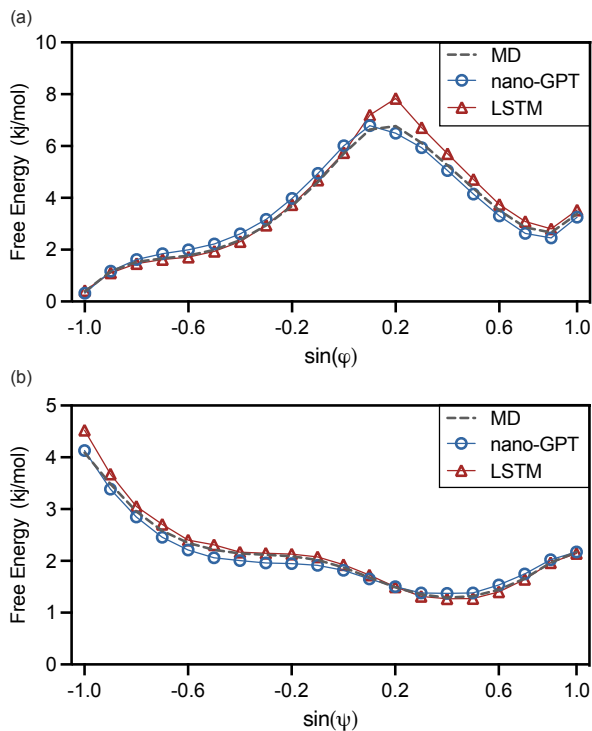 (a)
10
8
6
4
2
0
Free Energy (kj/mol)
MD
nano-GPT
LSTM
-1.0 -0.6 -0.2 0.2 0.6 1.0
sin(φ)
(b)
5
4
3
2
1
0
Free Energy (kj/mol)
MD
nano-GPT
LSTM
-1.0 -0.6 -0.2 0.2 0.6 1.0
sin(ψ)